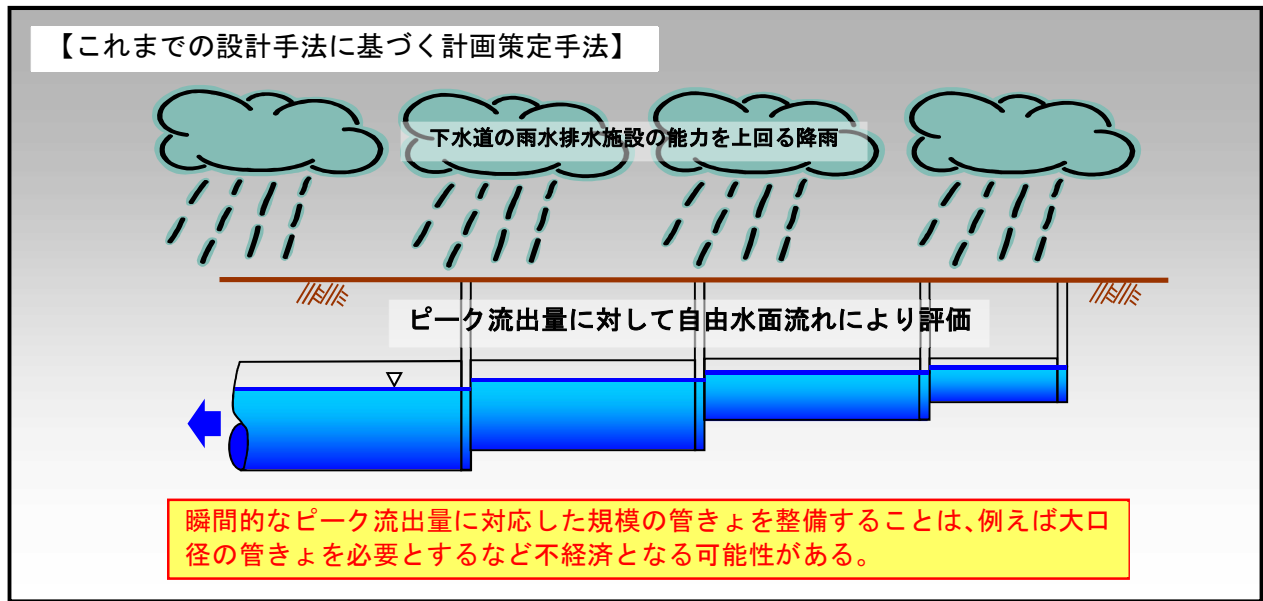 【これまでの設計手法に基づく計画策定手法】
下水道の雨水排水施設の能力を上回る降雨
ピーク流出量に対して自由水面流れにより評価
瞬間的なピーク流出量に対応した規模の管きょを整備することは、例えば大口
径の管きょを必要とするなど不経済となる可能性がある。